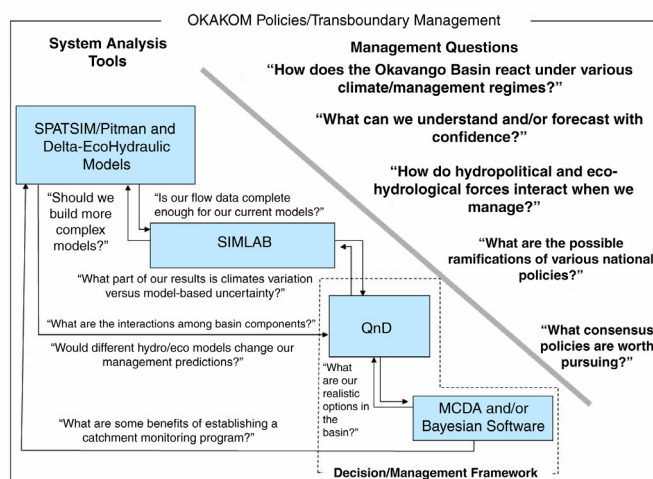 OKAKOM Policies/Transboundary Management
System Analysis
Tools
Management Questions
“How does the Okavango Basin react under various
climate/management regimes?”
“What can we understand and/or forecast with
confidence?”
“How do hydropolitical and eco-
hydrological forces interact when we
manage?”
“What are the possible
ramifications of various national
policies?”
“What consensus
policies are worth
pursuing?”
SPATSIM/Pitman and
Delta-EcoHydraulic
Models
“Should we
build more
complex
models?”
“Is our flow data complete
enough for our current models?”
SIMLAB
“What part of our results is climates variation
versus model-based uncertainty?”
“What are the interactions among basin components?”
QnD
“Would different hydro/eco models change our
management predictions?”
“What
are our
realistic
options in
the
basin?”
MCDA and/or
Bayesian Software
“What are some benefits of establishing a
catchment monitoring program?”
Decision/Management Framework